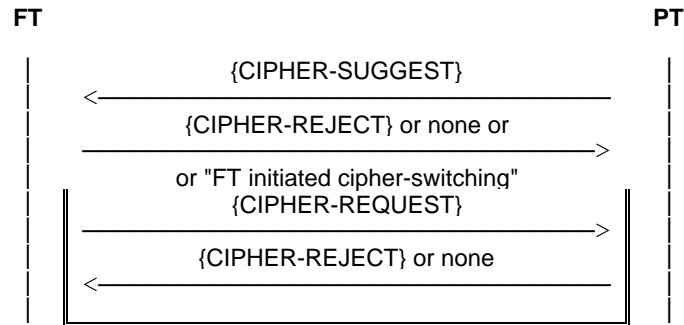 FT PT
{CIPHER-SUGGEST}
{CIPHER-REJECT} or none or
or "FT initiated cipher-switching"
{CIPHER-REQUEST}
{CIPHER-REJECT} or none